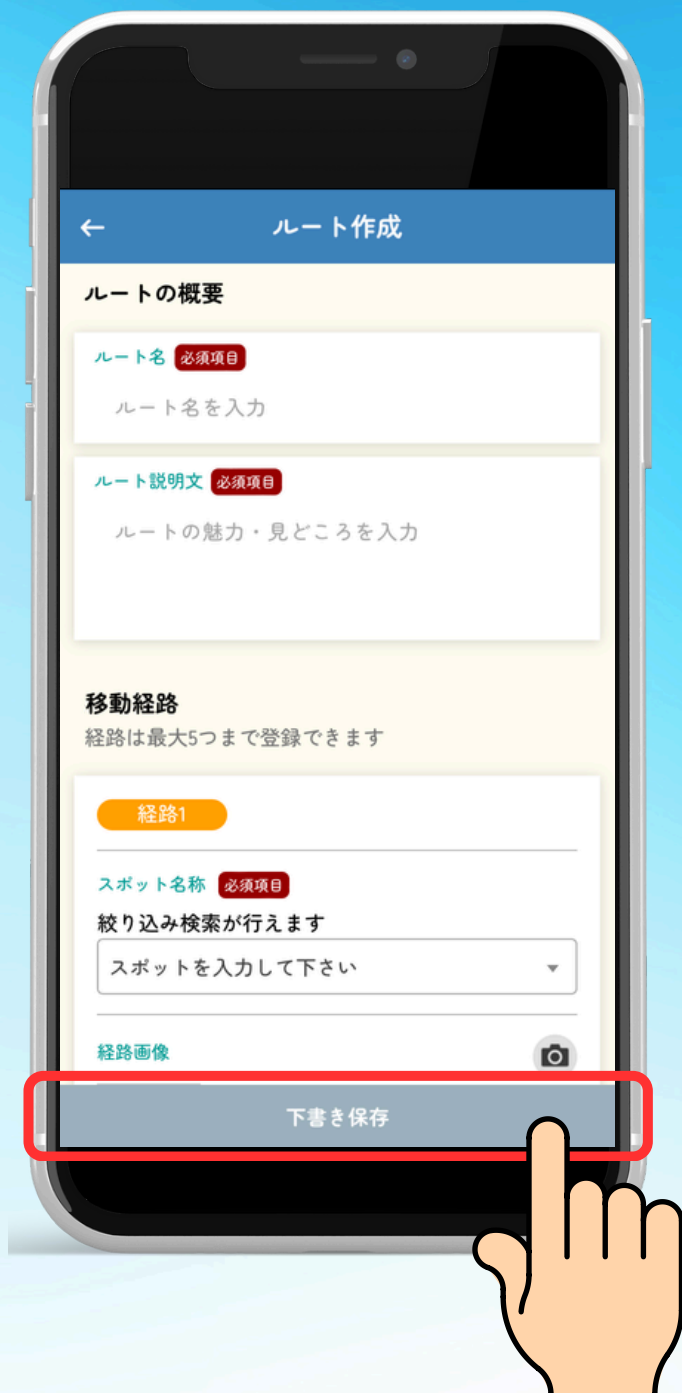 ルート作成
ルートの概要
ルート名 必須項目
ルート名を入力
ルート説明文 必須項目
ルートの魅力・見どころを入力
移動経路
経路は最大5つまで登録できます
経路1
スポット名称 必須項目
絞り込み検索が行えます
スポットを入力して下さい
経路画像
下書き保存